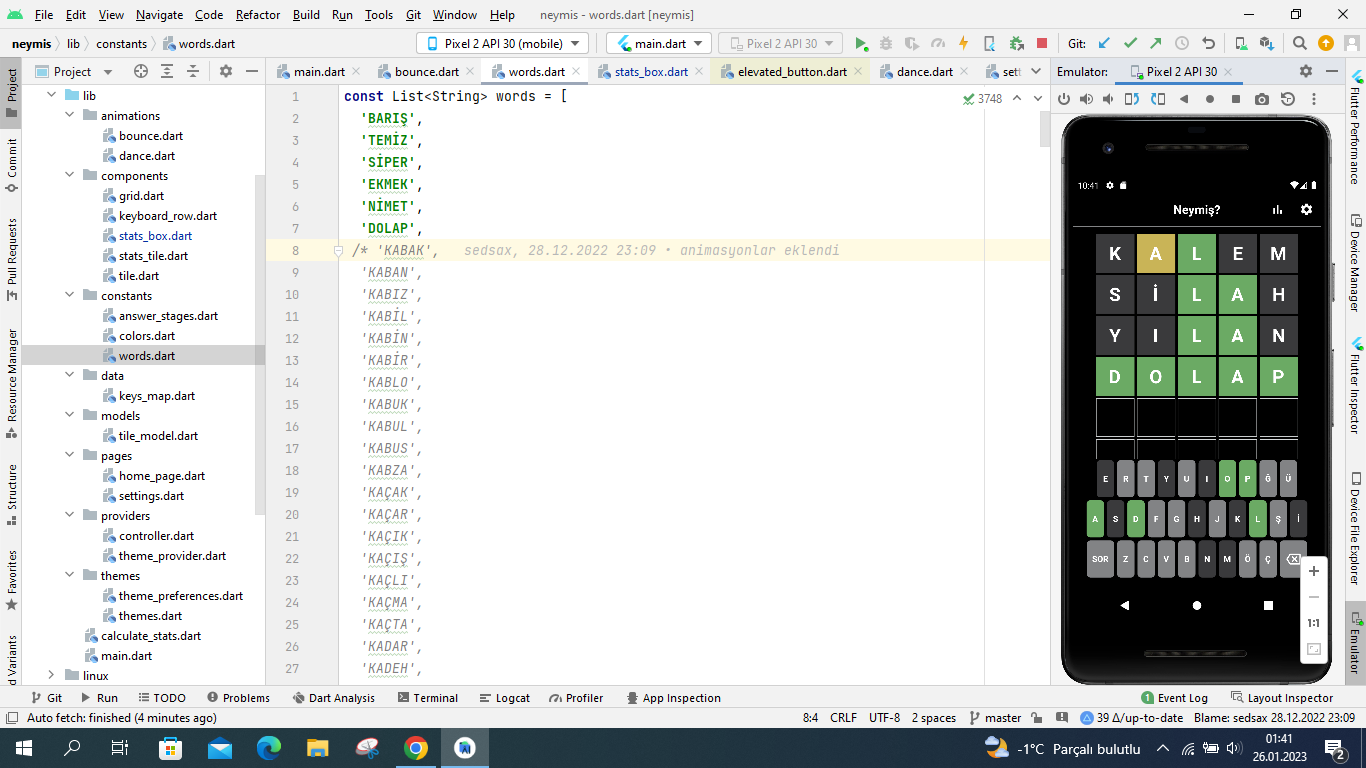 File Edit View Navigate Code Refactor Build Run Tools Git Window Help neymis - words.dart [neymis]
neymis lib constants words.dart Pixel 2 API 30 (mobile) main.dart Pixel 2 API 30 Git:
Project main.dart bounce.dart words.dart stats_box.dart elevated_button.dart dance.dart sett Emulator: Pixel 2 API 30
Project
Commit
Pull Requests
Resource Manager
Structure
Favorites
d Variants
lib
animations
bounce.dart
dance.dart
components
grid.dart
keyboard_row.dart
stats_box.dart
stats_tile.dart
tile.dart
constants
answer_stages.dart
colors.dart
words.dart
data
keys_map.dart
models
tile_model.dart
pages
home_page.dart
settings.dart
providers
controller.dart
theme_provider.dart
themes
theme_preferences.dart
themes.dart
calculate_stats.dart
main.dart
linux
1 const List<String> words = [
3748
2 'BARIŞ',
3 'TEMİZ',
4 'SİPER',
5 'EKMEK',
6 'NİMET',
7 'DOLAP',
8 /* 'KABAK', sedsax, 28.12.2022 23:09 • animasyonlar eklendi
9 'KABAN',
10 'KABIZ',
11 'KABİL',
12 'KABİN',
13 'KABİR',
14 'KABLO',
15 'KABUK',
16 'KABUL',
17 'KABUS',
18 'KABZA',
19 'KAÇAK',
20 'KAÇAR',
21 'KAÇIK',
22 'KAÇIŞ',
23 'KAÇLI',
24 'KAÇMA',
25 'KAÇTA',
26 'KADAR',
27 'KADEH',
10:41
Neymiş?
K A L E M
S İ L A H
Y I L A N
D O L A P
E R T Y U I O P Ğ Ü
A S D F G H J K L Ş İ
SOR Z C V B N M Ö Ç
1:1
Flutter Performance
Device Manager
Flutter Inspector
Device File Explorer
Emulator
Git Run TODO Problems Dart Analysis Terminal Logcat Profiler App Inspection 1 Event Log Layout Inspector
Auto fetch: finished (4 minutes ago) 8:4 CRLF UTF-8 2 spaces master 39 Δ/up-to-date Blame: sedsax 28.12.2022 23:09
-1°C Parçalı bulutlu 01:41
26.01.2023 2